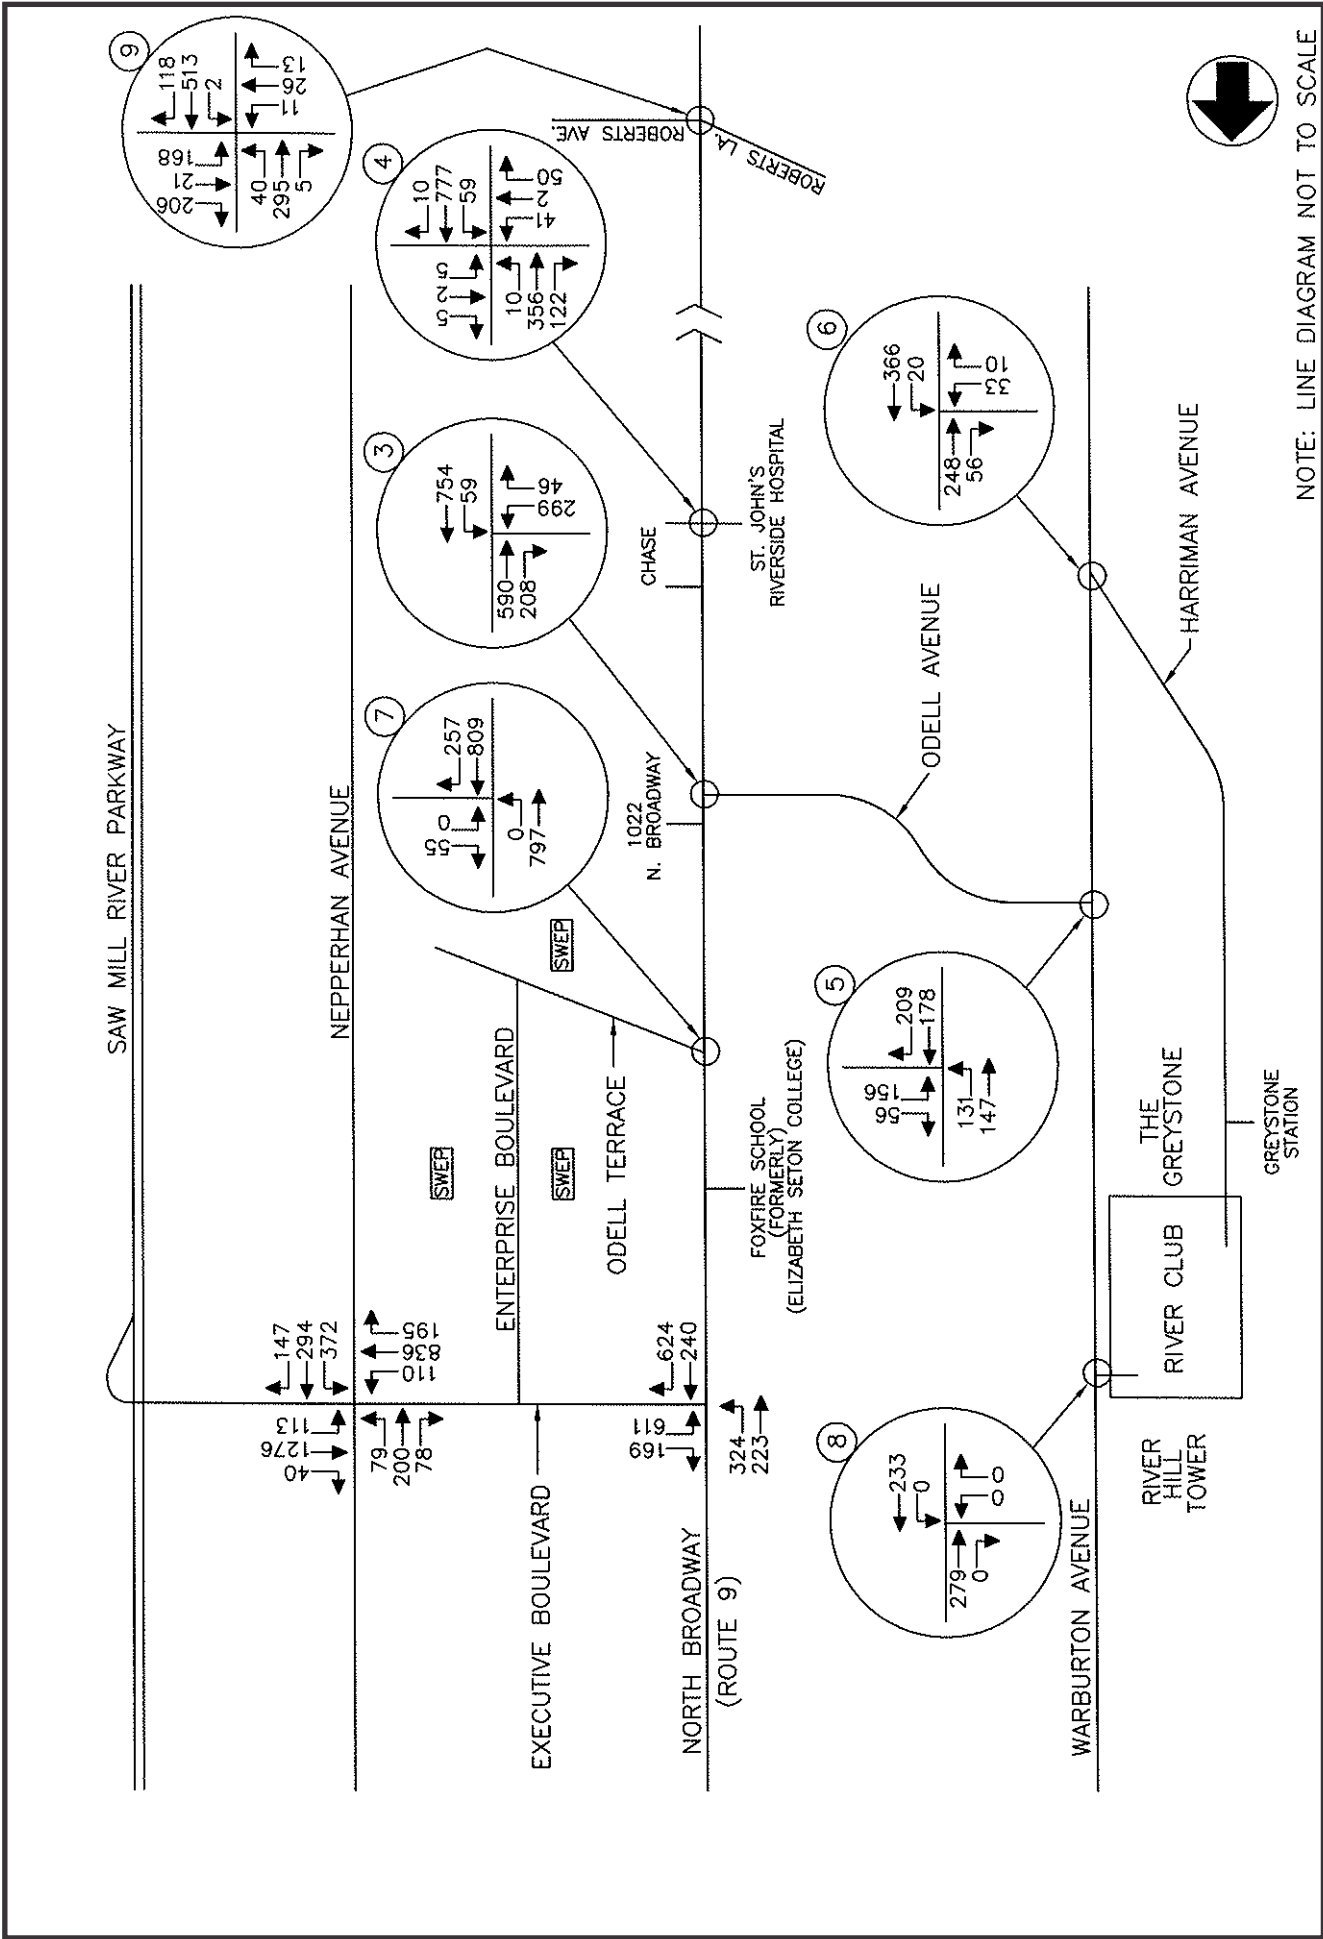 SAW MILL RIVER PARKWAY
NEPPERHAN AVENUE
147
294
372
40
1276
113
79
200
78
110
836
195
EXECUTIVE BOULEVARD
ENTERPRISE BOULEVARD
ODELL TERRACE
SWEP
SWEP
SWEP
NORTH BROADWAY
(ROUTE 9)
169
611
624
240
324
223
FOXFIRE SCHOOL
(FORMERLY)
(ELIZABETH SETON COLLEGE)
7
55
0
257
809
0
797
1022
N. BROADWAY
3
754
59
590
208
299
46
CHASE
ST. JOHN'S
RIVERSIDE HOSPITAL
4
5
2
5
10
777
59
10
356
122
41
2
50
9
206
21
168
118
513
2
40
295
5
11
26
13
ROBERTS AVE.
ROBERTS LA.
ODELL AVENUE
WARBURTON AVENUE
8
233
0
279
0
0
0
5
56
156
209
178
131
147
6
366
20
248
56
33
10
HARRIMAN AVENUE
RIVER
HILL
TOWER
RIVER CLUB
THE
GREYSTONE
GREYSTONE
STATION
NOTE: LINE DIAGRAM NOT TO SCALE